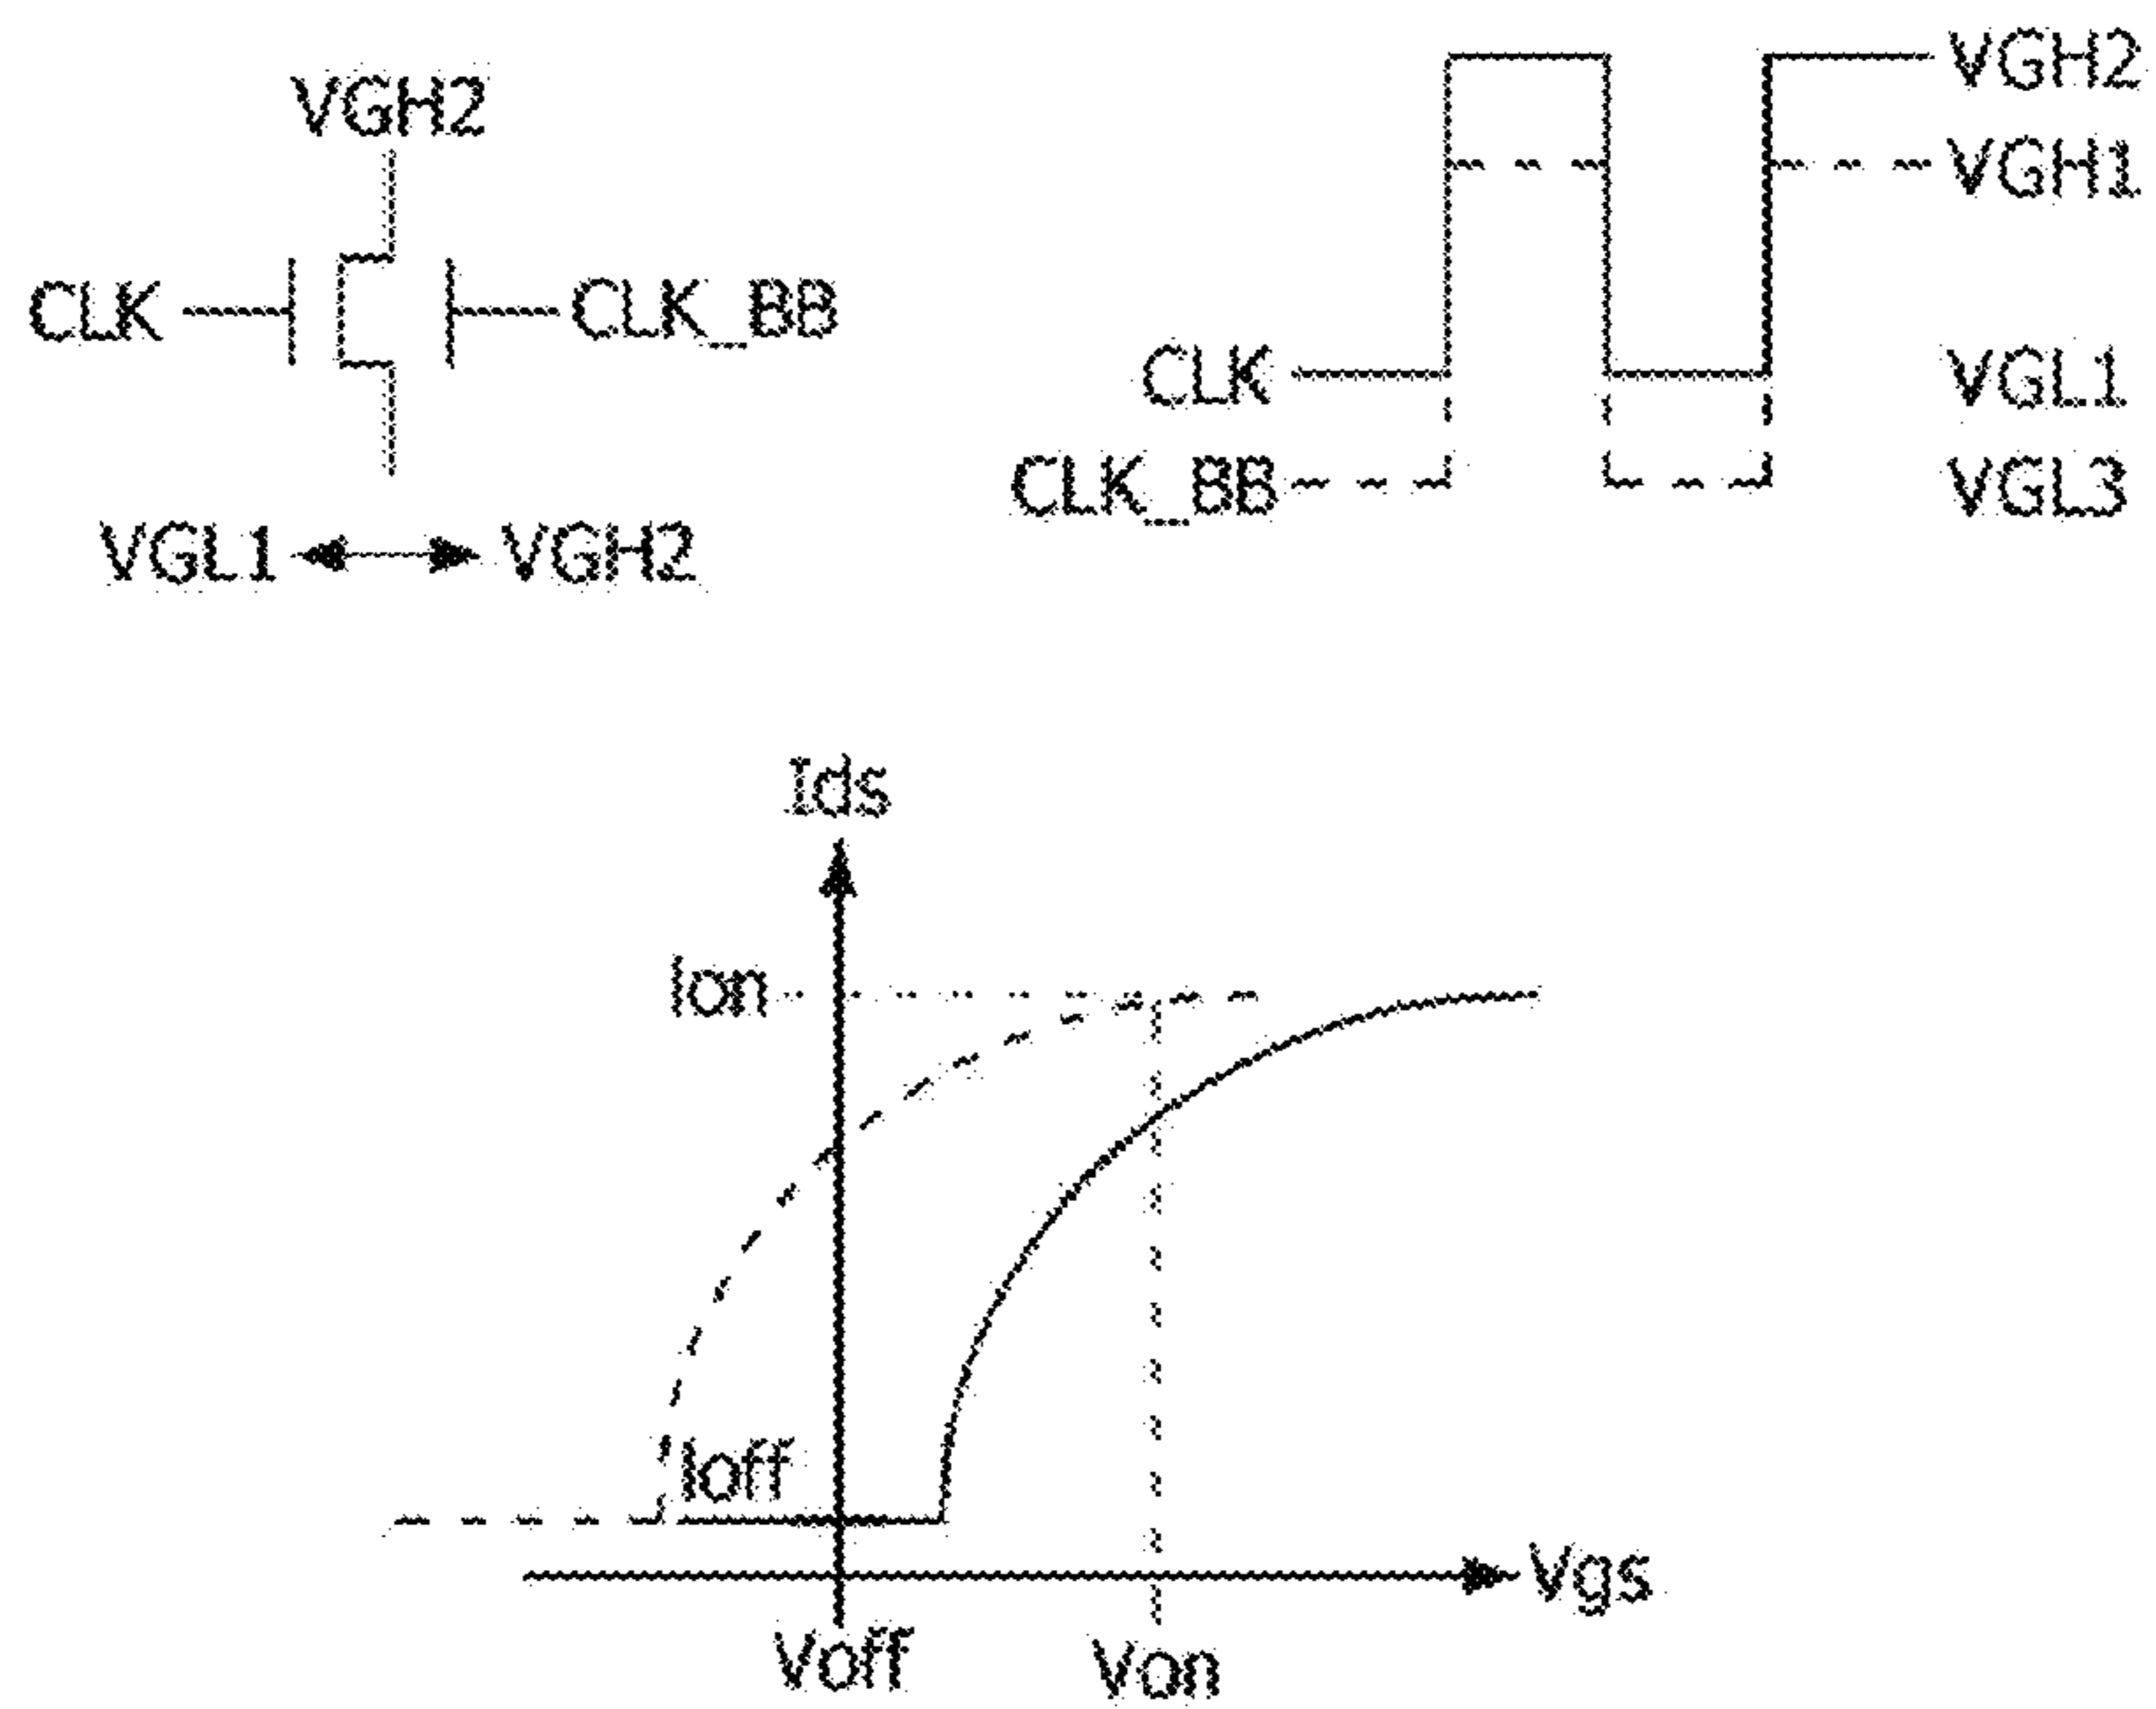 VGH2
CLK
CLK_BB
VGL1
VGH2
VGH2
VGH1
CLK
VGL1
CLK_BB
VGL3
Ids
Ion
Ioff
Vgs
Voff
Von